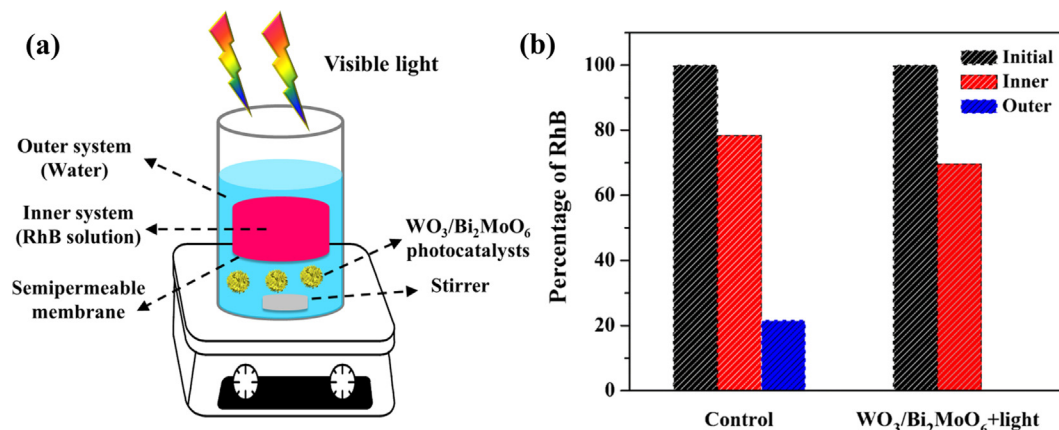 (a)
Visible light
Outer system
(Water)
Inner system
(RhB solution)
Semipermeable
membrane
WO₃/Bi₂MoO₆
photocatalysts
Stirrer
(b)
Percentage of RhB
100
80
60
40
20
0
Initial
Inner
Outer
Control
WO₃/Bi₂MoO₆+light